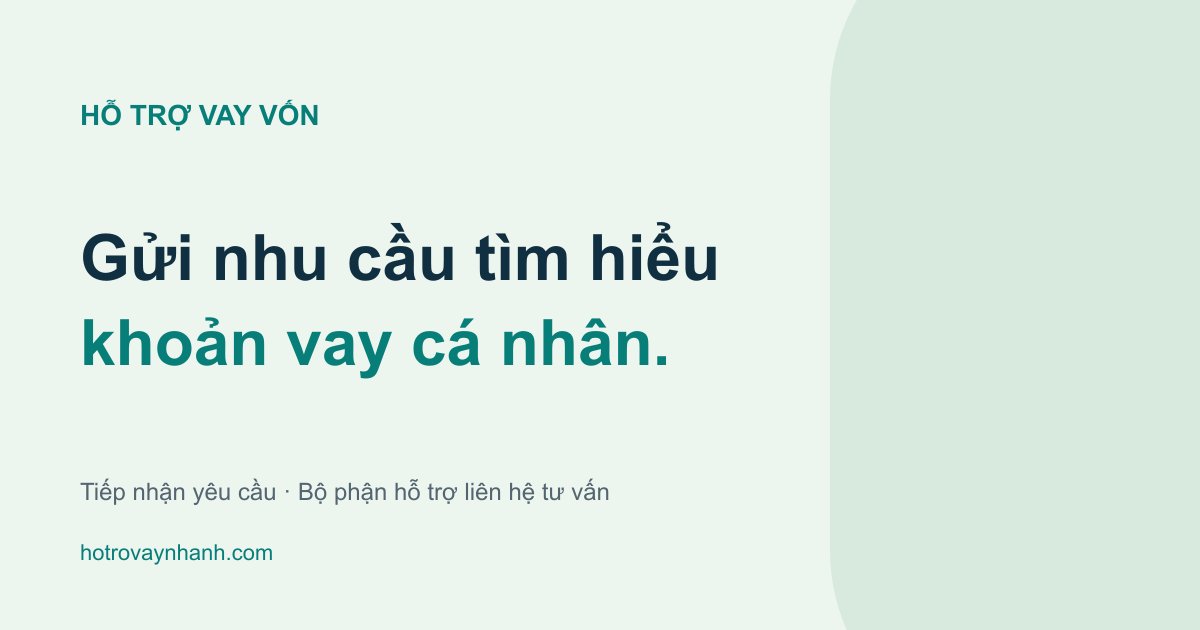 HỖ TRỢ VAY VỐN
Gửi nhu cầu tìm hiểu
khoản vay cá nhân.
Tiếp nhận yêu cầu · Bộ phận hỗ trợ liên hệ tư vấn
hotrovaynhanh.com